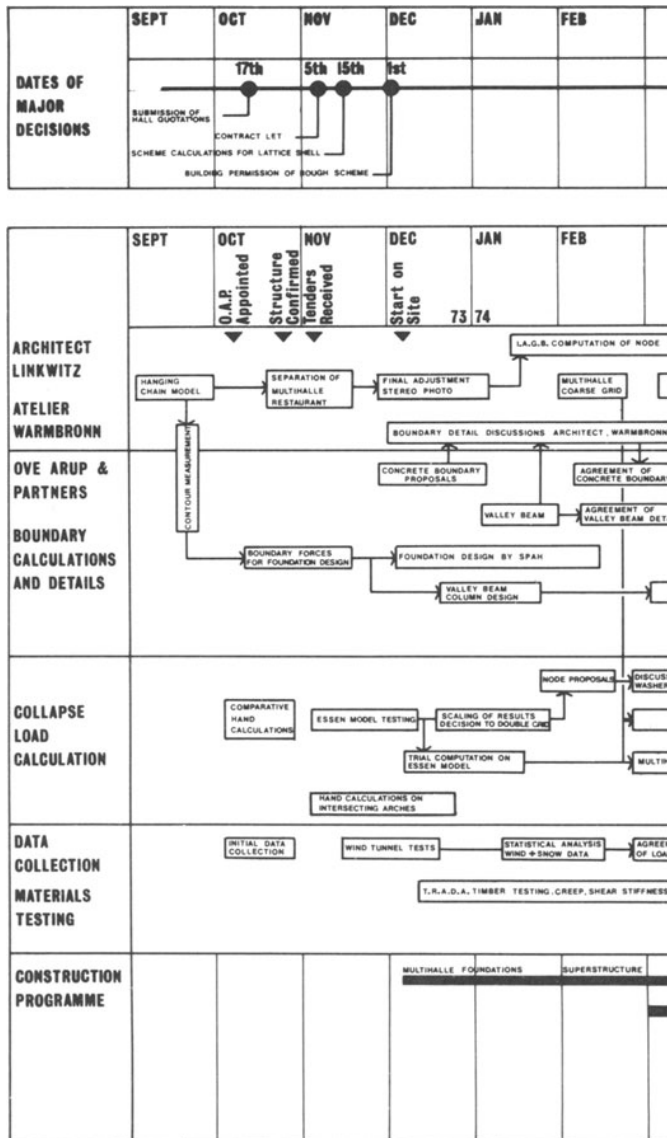 SEPT OCT NOV DEC JAN FEB
17th 5th 15th 1st
DATES OF
MAJOR
DECISIONS
SUBMISSION OF
HALL QUOTATIONS
CONTRACT LET
SCHEME CALCULATIONS FOR LATTICE SHELL
BUILDING PERMISSION OF ROUGH SCHEME
SEPT OCT NOV DEC JAN FEB
O.A.P.
Appointed
Structure
Confirmed
Tenders
Received
Start on
Site
73 74
ARCHITECT
LINKWITZ
ATELIER
WARMBRONN
I.A.G.B. COMPUTATION OF NODE
HANGING
CHAIN MODEL
SEPARATION OF
MULTIHALLE
RESTAURANT
FINAL ADJUSTMENT
STEREO PHOTO
MULTIHALLE
COARSE GRID
BOUNDARY DETAIL DISCUSSIONS ARCHITECT, WARMBRONN
CONTOUR MEASUREMENT
OVE ARUP &
PARTNERS
BOUNDARY
CALCULATIONS
AND DETAILS
CONCRETE BOUNDARY
PROPOSALS
AGREEMENT OF
CONCRETE BOUNDARY
VALLEY BEAM
AGREEMENT OF
VALLEY BEAM DETA
BOUNDARY FORCES
FOR FOUNDATION DESIGN
FOUNDATION DESIGN BY SPAH
VALLEY BEAM
COLUMN DESIGN
COLLAPSE
LOAD
CALCULATION
NODE PROPOSALS
DISCUSS
WASHER
COMPARATIVE
HAND
CALCULATIONS
ESSEN MODEL TESTING
SCALING OF RESULTS
DECISION TO DOUBLE GRID
TRIAL COMPUTATION ON
ESSEN MODEL
MULTIH
HAND CALCULATIONS ON
INTERSECTING ARCHES
DATA
COLLECTION
MATERIALS
TESTING
INITIAL DATA
COLLECTION
WIND TUNNEL TESTS
STATISTICAL ANALYSIS
WIND + SNOW DATA
AGREEM
OF LOA
T.R.A.D.A. TIMBER TESTING. CREEP, SHEAR STIFFNESS
CONSTRUCTION
PROGRAMME
MULTIHALLE FOUNDATIONS SUPERSTRUCTURE